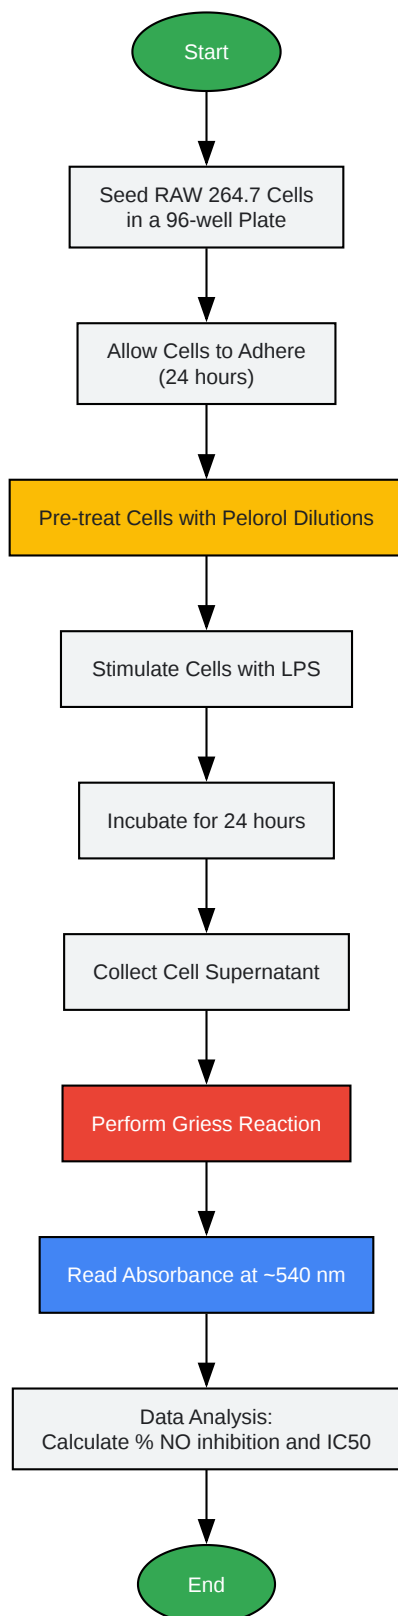 Start
Seed RAW 264.7 Cells
in a 96-well Plate
Allow Cells to Adhere
(24 hours)
Pre-treat Cells with Pelorol Dilutions
Stimulate Cells with LPS
Incubate for 24 hours
Collect Cell Supernatant
Perform Griess Reaction
Read Absorbance at ~540 nm
Data Analysis:
Calculate % NO inhibition and IC50
End